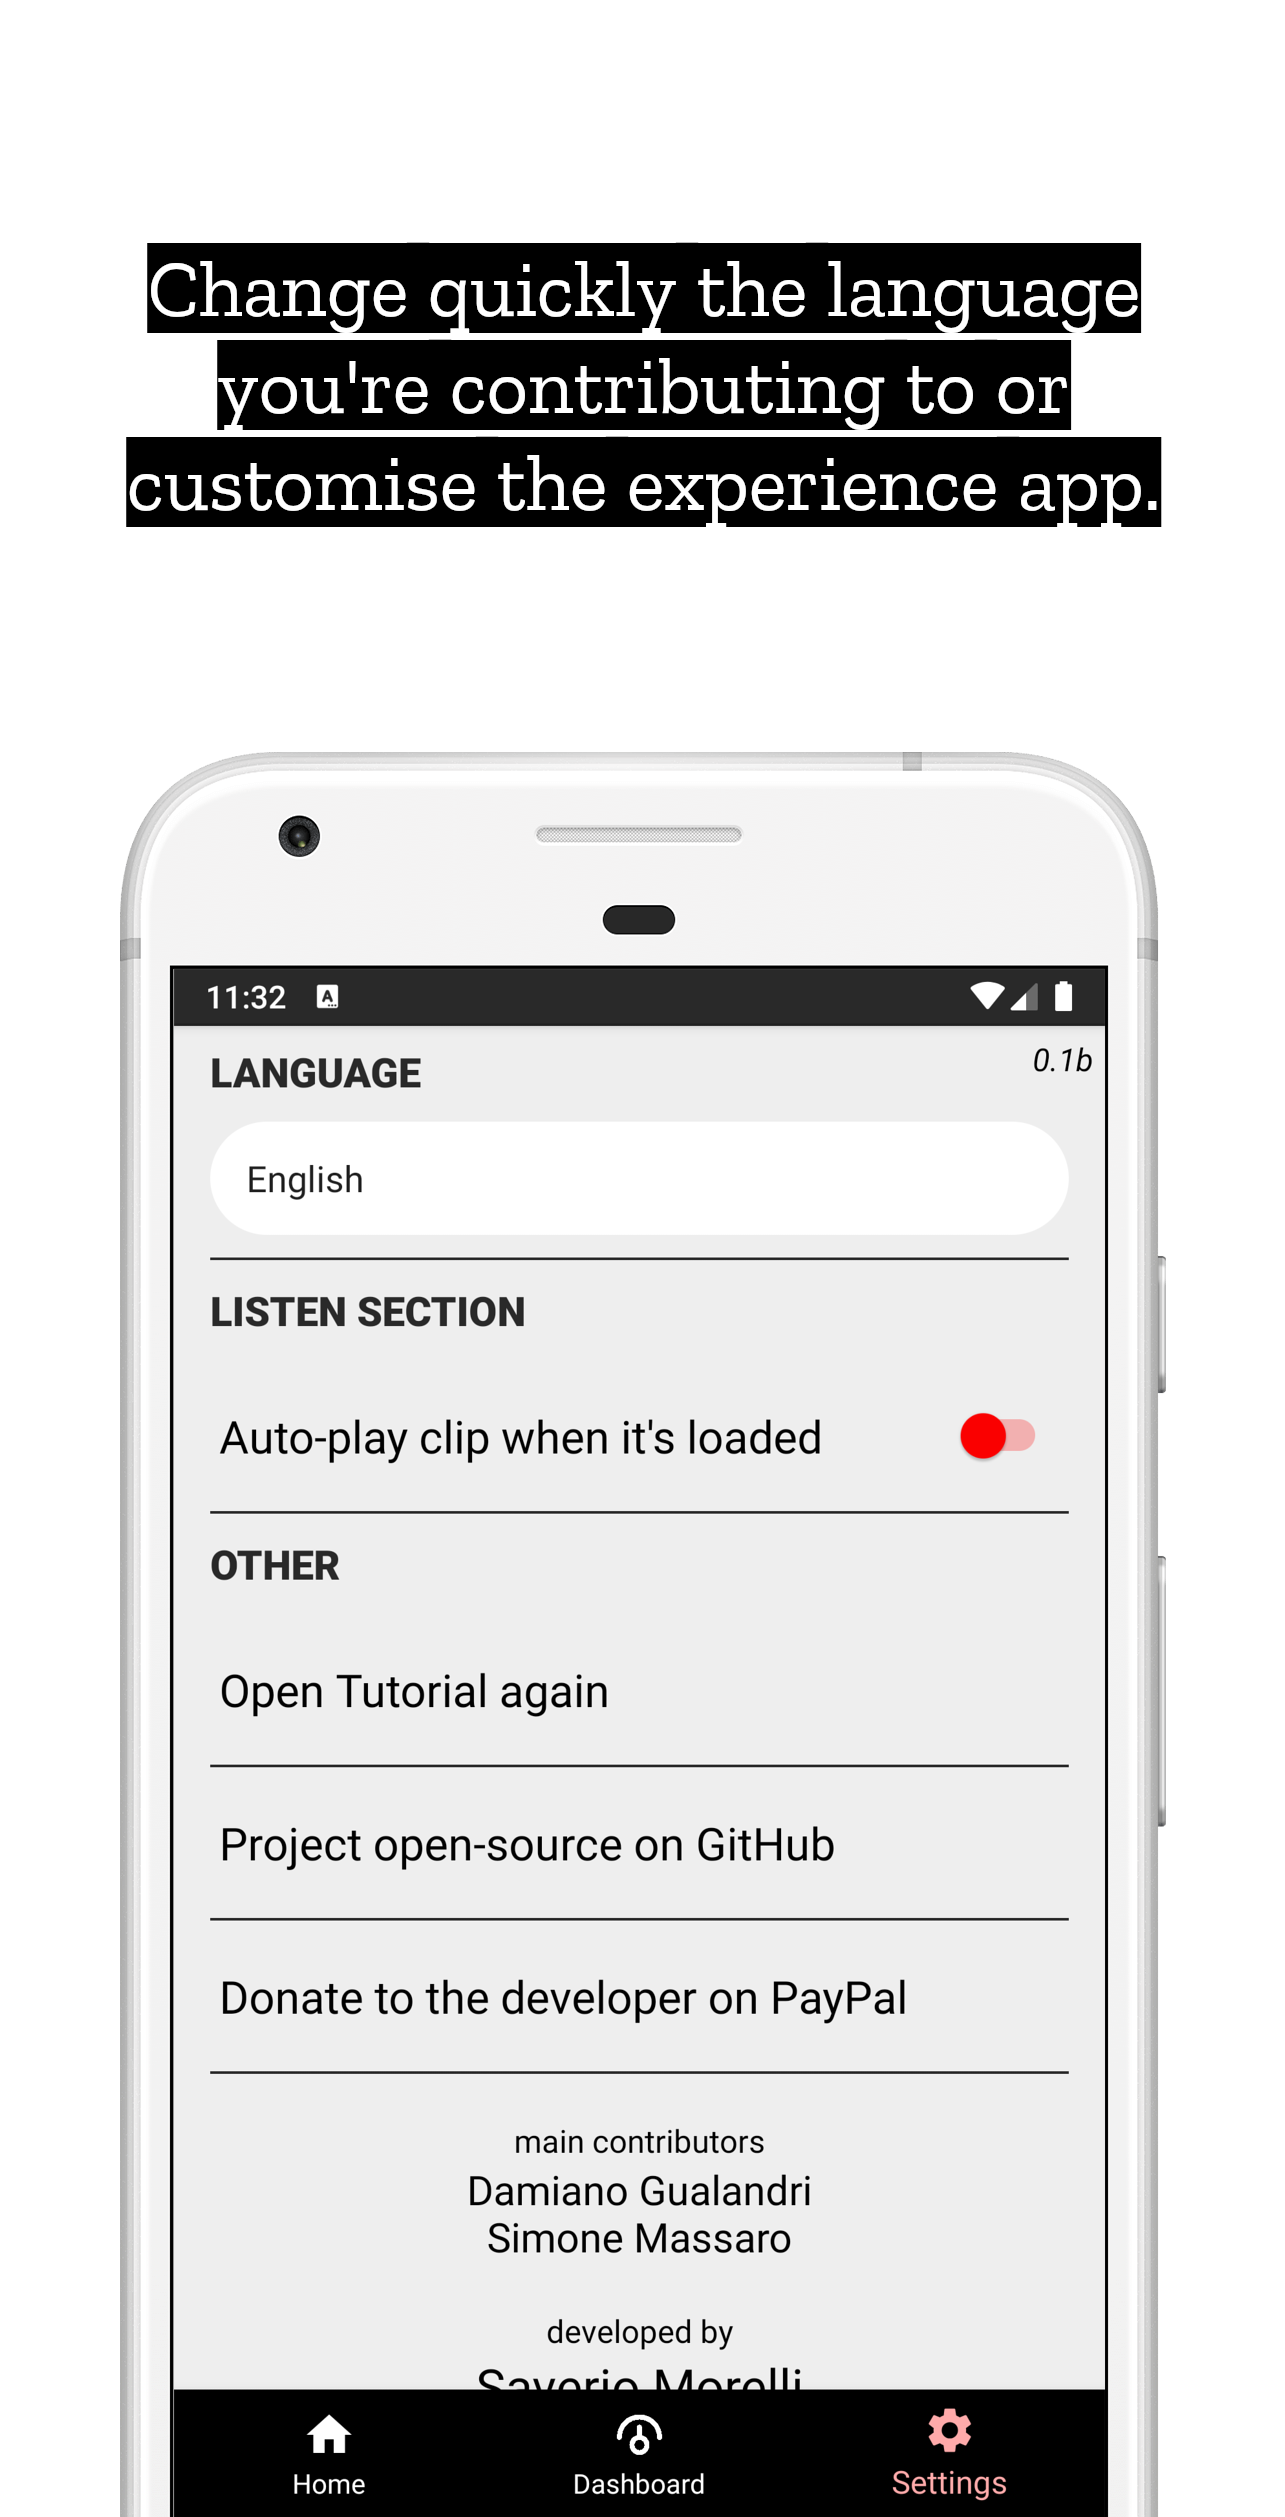 Change quickly the language
you're contributing to or
customise the experience app.
11:32
LANGUAGE
0.1b
English
LISTEN SECTION
Auto-play clip when it's loaded
OTHER
Open Tutorial again
Project open-source on GitHub
Donate to the developer on PayPal
main contributors
Damiano Gualandri
Simone Massaro
developed by
Saverio Morelli
Home
Dashboard
Settings